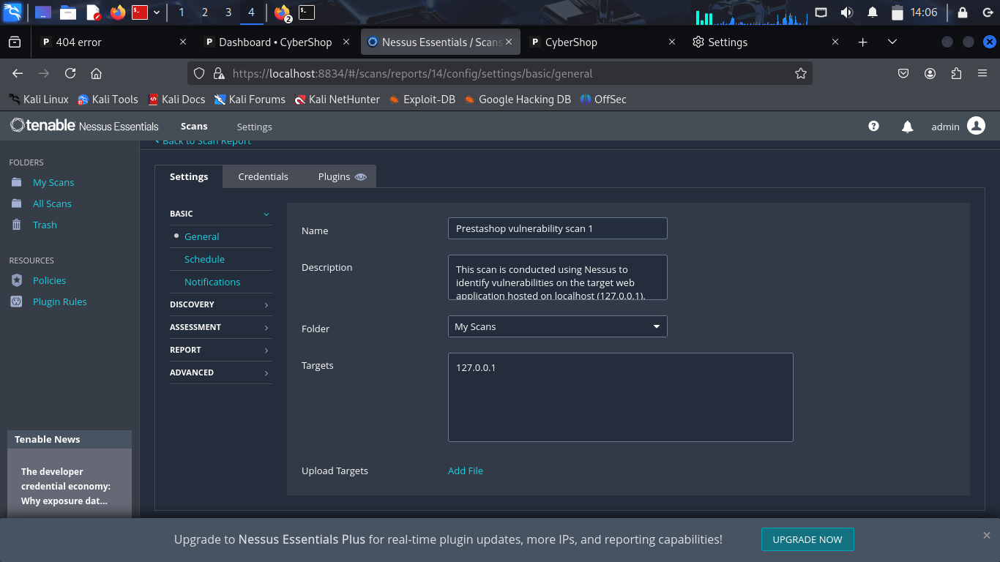 1 2 3 4 2 14:06
404 error Dashboard • CyberShop Nessus Essentials / Scans CyberShop Settings
https://localhost:8834/#/scans/reports/14/config/settings/basic/general
Kali Linux Kali Tools Kali Docs Kali Forums Kali NetHunter Exploit-DB Google Hacking DB OffSec
tenable Nessus Essentials Scans Settings admin
Back to Scan Report
FOLDERS
My Scans
All Scans
Trash
RESOURCES
Policies
Plugin Rules
Tenable News
The developer
credential economy:
Why exposure dat...
Settings Credentials Plugins
BASIC
General
Schedule
Notifications
DISCOVERY
ASSESSMENT
REPORT
ADVANCED
Name Prestashop vulnerability scan 1
Description This scan is conducted using Nessus to
identify vulnerabilities on the target web
application hosted on localhost (127.0.0.1).
Folder My Scans
Targets 127.0.0.1
Upload Targets Add File
Upgrade to Nessus Essentials Plus for real-time plugin updates, more IPs, and reporting capabilities! UPGRADE NOW